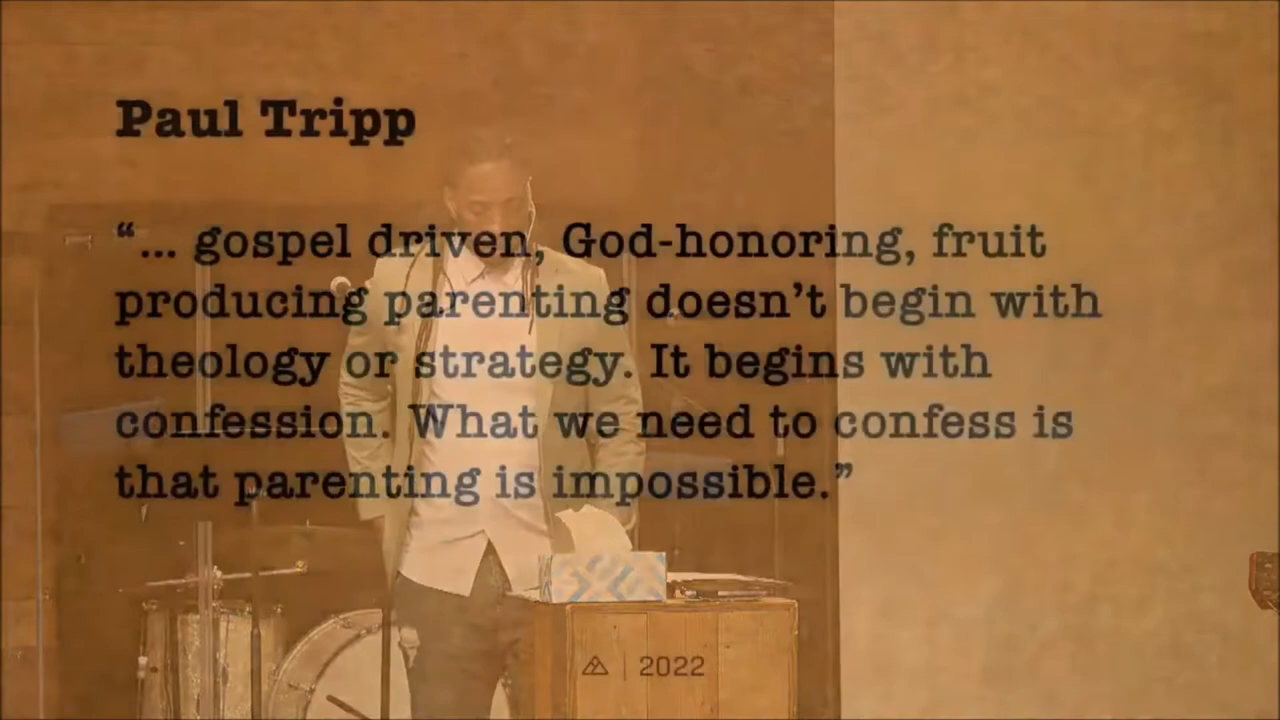 Paul Tripp
“... gospel driven, God-honoring, fruit
producing parenting doesn’t begin with
theology or strategy. It begins with
confession. What we need to confess is
that parenting is impossible.”
2022